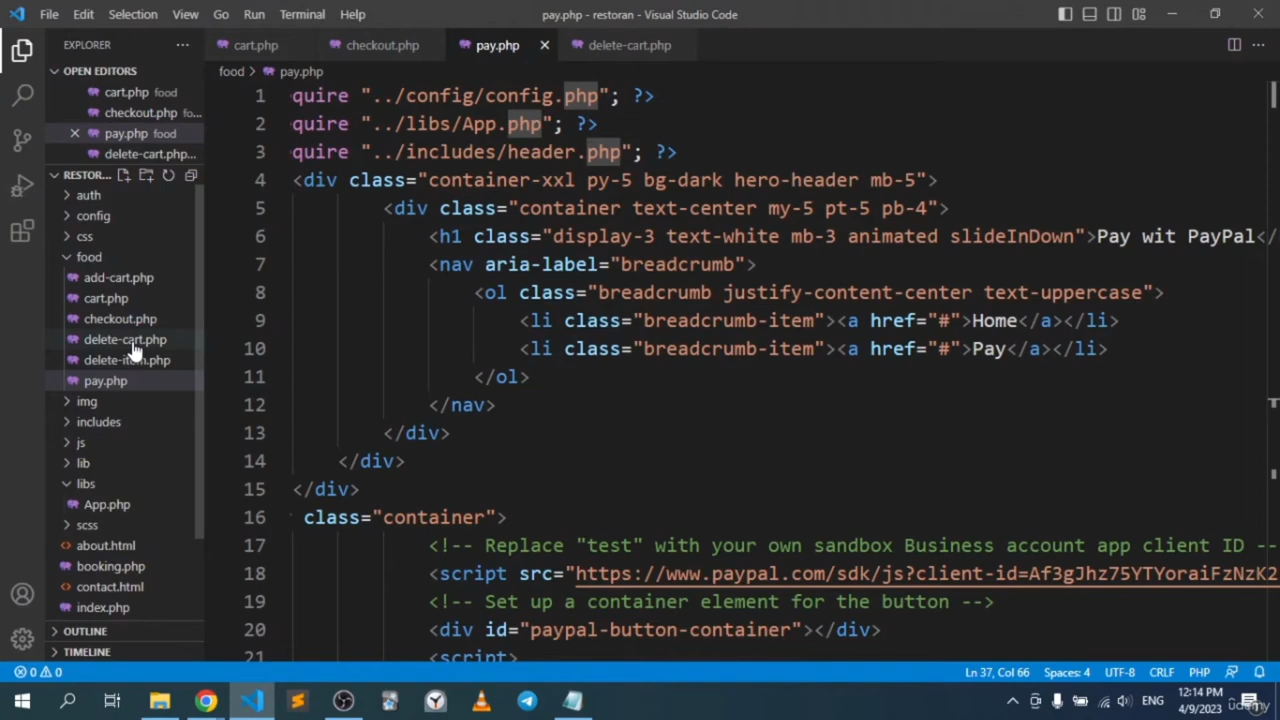 File Edit Selection View Go Run Terminal Help
pay.php - restoran - Visual Studio Code
EXPLORER
OPEN EDITORS
cart.php food
checkout.php fo...
pay.php food
delete-cart.php...
RESTOR...
auth
config
css
food
add-cart.php
cart.php
checkout.php
delete-cart.php
delete-item.php
pay.php
img
includes
js
lib
libs
App.php
scss
about.html
booking.php
contact.html
index.php
OUTLINE
TIMELINE
cart.php checkout.php pay.php delete-cart.php
food > pay.php
1 quire "../config/config.php"; ?>
2 quire "../libs/App.php"; ?>
3 quire "../includes/header.php"; ?>
4 <div class="container-xxl py-5 bg-dark hero-header mb-5">
5 <div class="container text-center my-5 pt-5 pb-4">
6 <h1 class="display-3 text-white mb-3 animated slideInDown">Pay wit PayPal</
7 <nav aria-label="breadcrumb">
8 <ol class="breadcrumb justify-content-center text-uppercase">
9 <li class="breadcrumb-item"><a href="#">Home</a></li>
10 <li class="breadcrumb-item"><a href="#">Pay</a></li>
11 </ol>
12 </nav>
13 </div>
14 </div>
15 </div>
16 class="container">
17 <!-- Replace "test" with your own sandbox Business account app client ID --
18 <script src="https://www.paypal.com/sdk/js?client-id=Af3gJhz75YTYoraiFzNzK2
19 <!-- Set up a container element for the button -->
20 <div id="paypal-button-container"></div>
21 <script>
0 0 Ln 37, Col 66 Spaces: 4 UTF-8 CRLF PHP
ENG 12:14 PM
4/9/2023
udemy